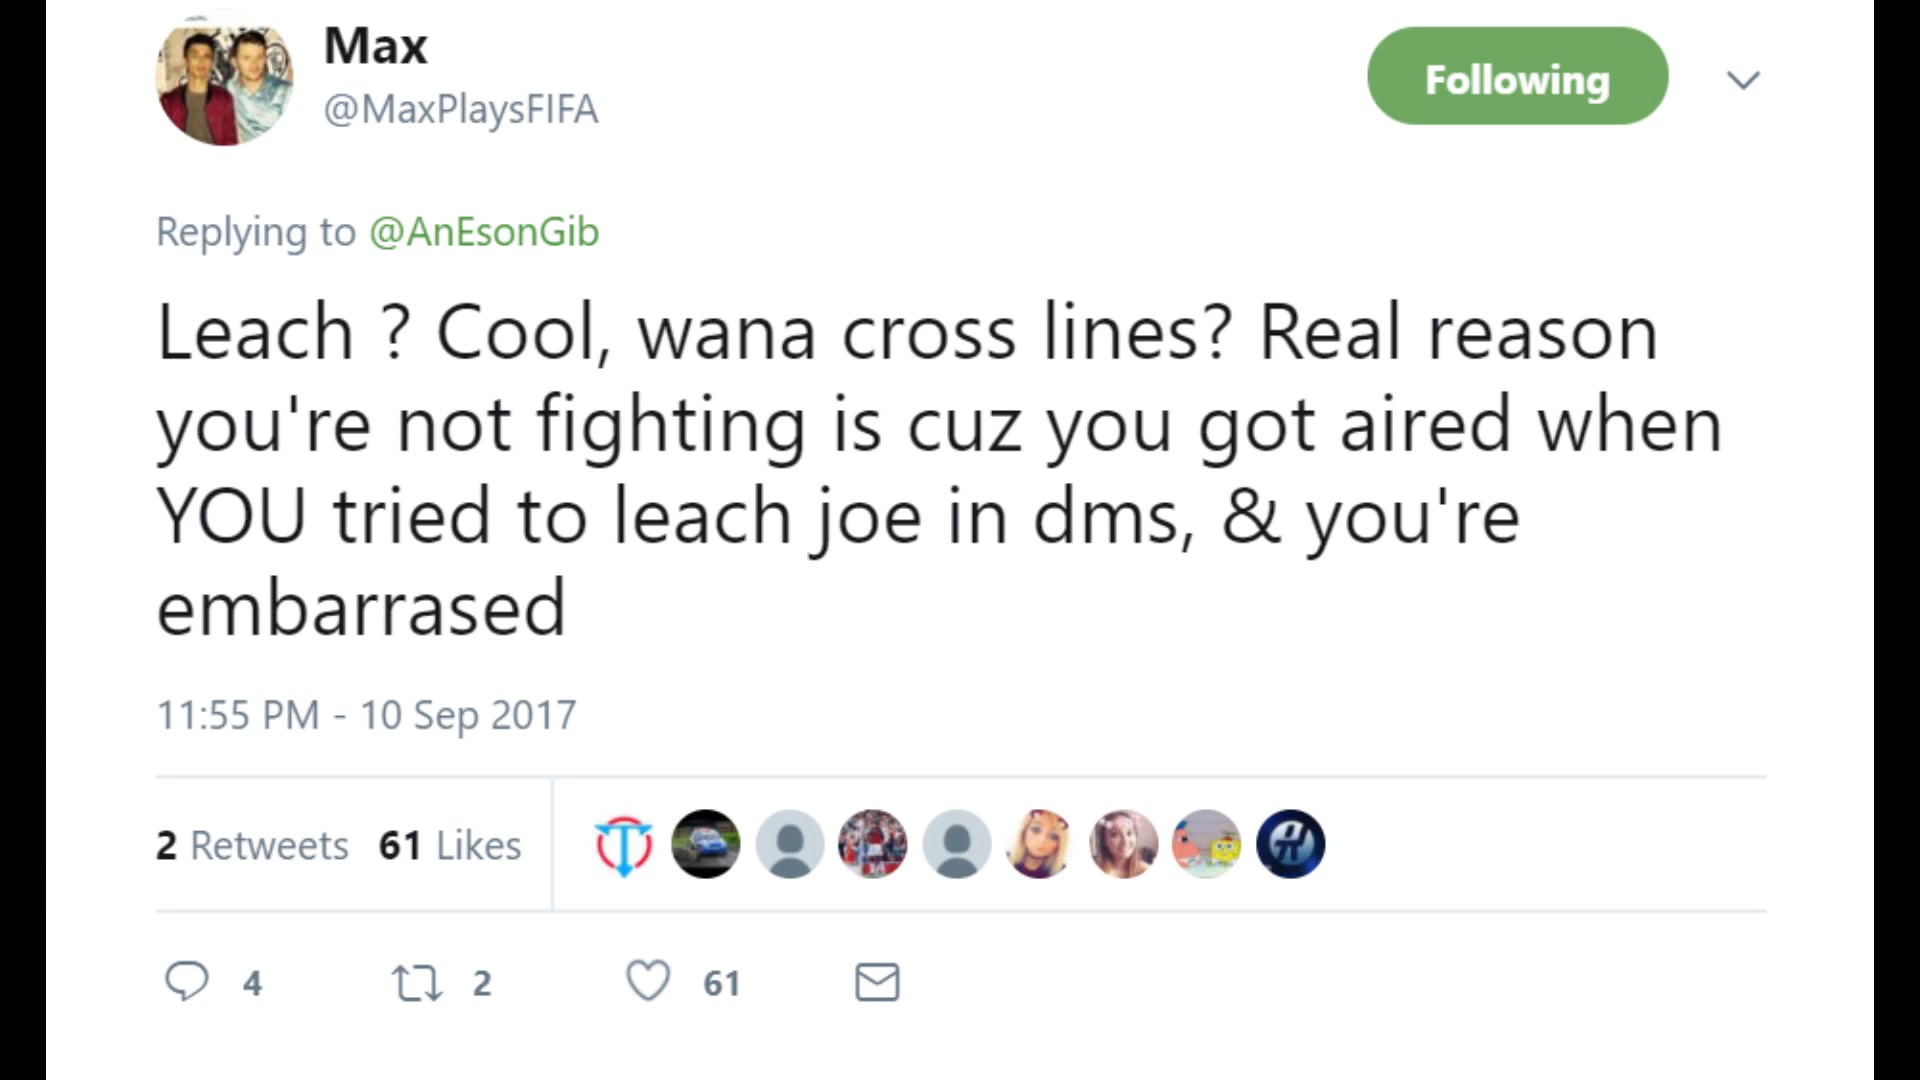 Max
@MaxPlaysFIFA
Following
Replying to @AnEsonGib
Leach ? Cool, wana cross lines? Real reason
you're not fighting is cuz you got aired when
YOU tried to leach joe in dms, & you're
embarrased
11:55 PM - 10 Sep 2017
2 Retweets 61 Likes
4 2 61